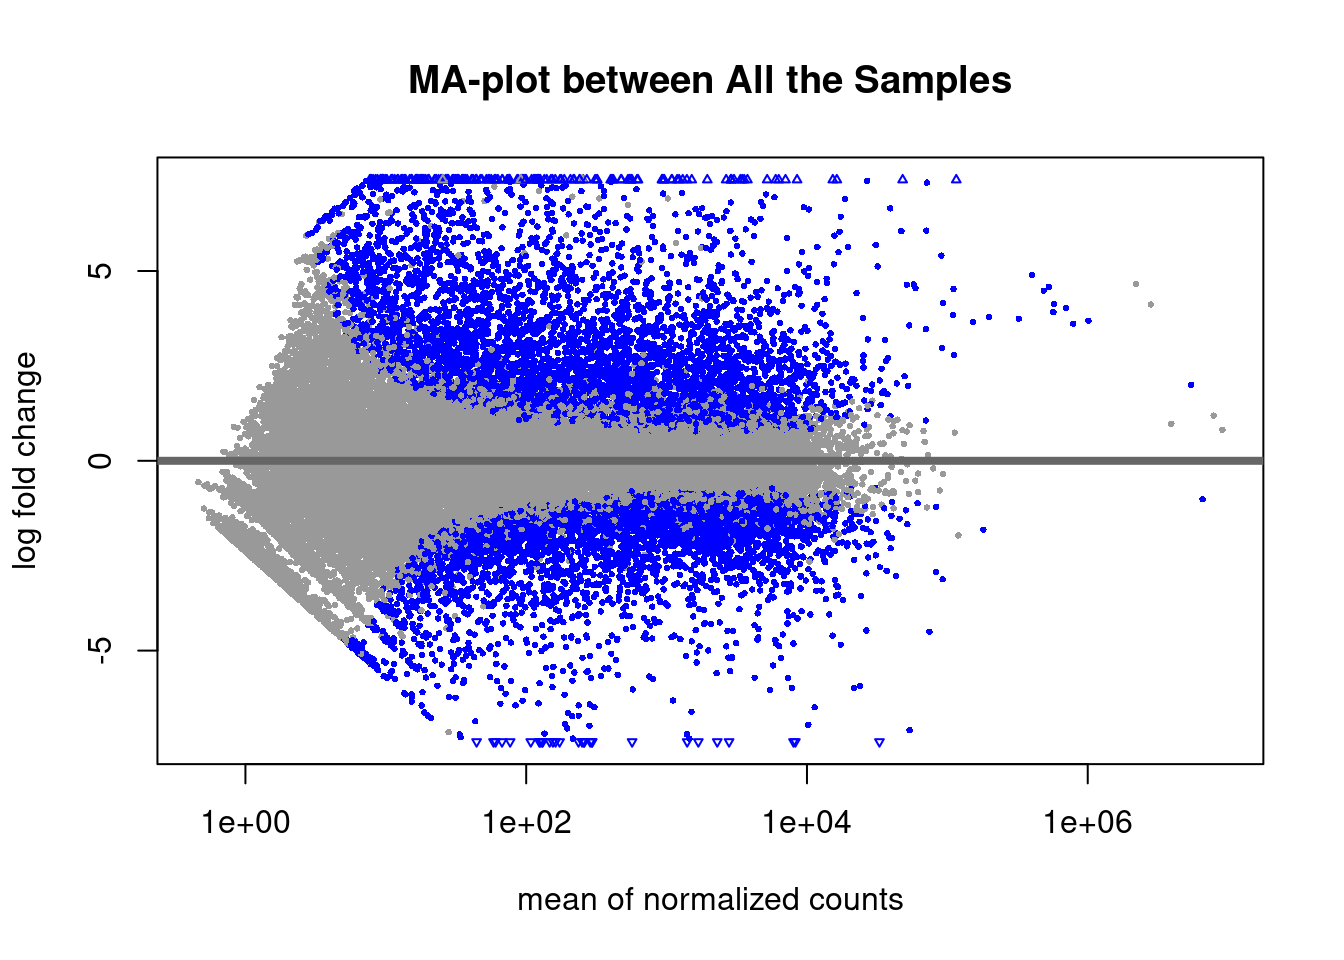 MA-plot between All the Samples
log fold change
5
0
-5
1e+00 1e+02 1e+04 1e+06
mean of normalized counts